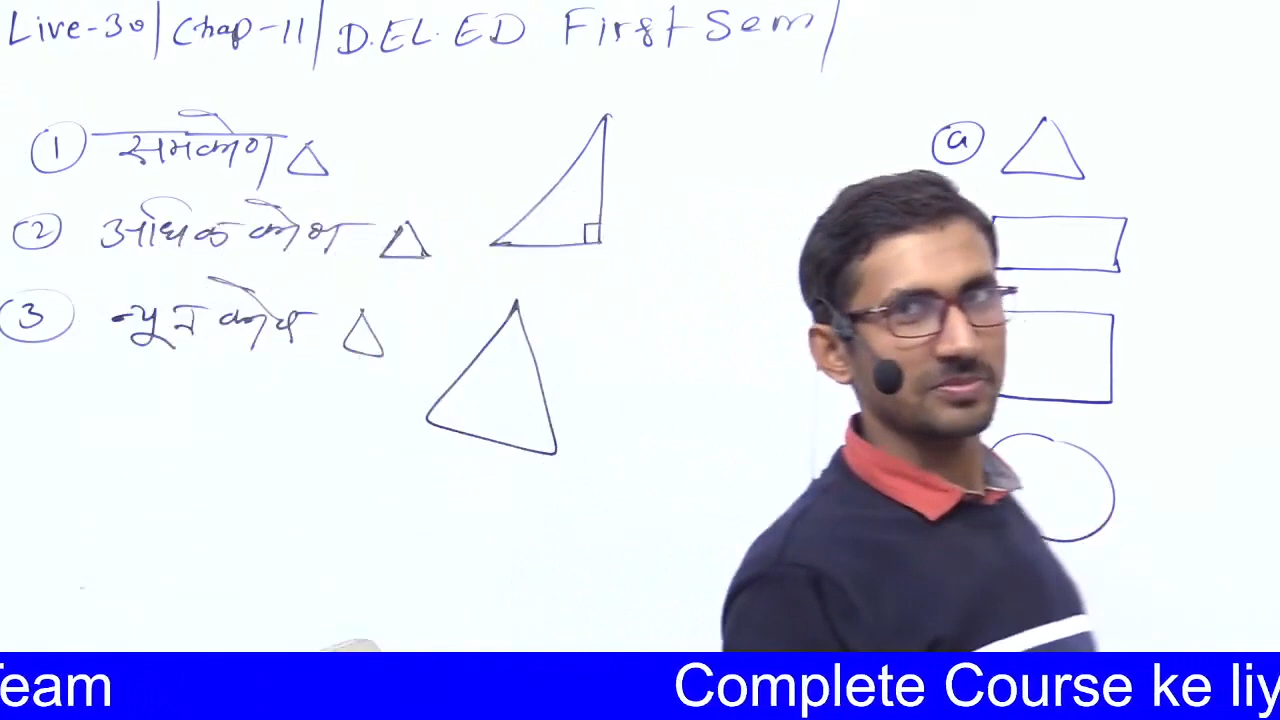 Live-30/Chap-11/D.EL.ED First Sem/
1 समकोण
2 अधिक कोण
3 न्यून कोण
a
Team Complete Course ke liy